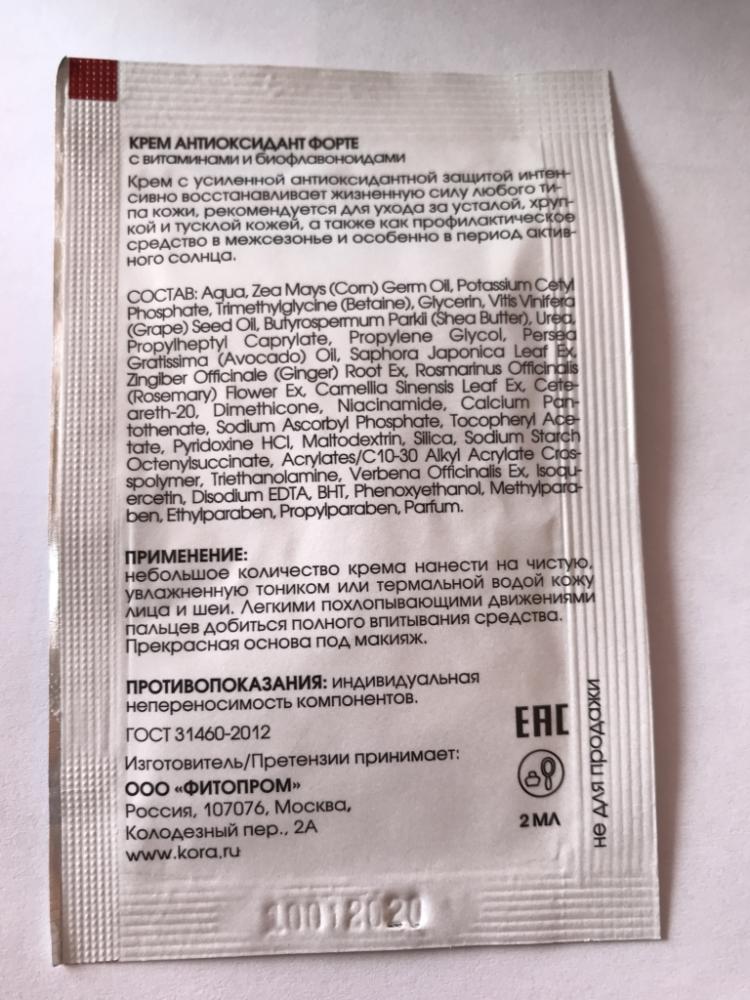 КРЕМ АНТИОКСИДАНТ ФОРТЕ
с витаминами и биофлавоноидами
Крем с усиленной антиоксидантной защитой интен-
сивно восстанавливает жизненную силу любого ти-
па кожи, рекомендуется для ухода за усталой, хруп-
кой и тусклой кожей, а также как профилактическое
средство в межсезонье и особенно в период актив-
ного солнца.
СОСТАВ: Aqua, Zea Mays (Corn) Germ Oil, Potassium Cetyl
Phosphate, Trimethylglycine (Betaine), Glycerin, Vitis Vinifera
(Grape) Seed Oil, Butyrospermum Parkii (Shea Butter), Urea,
Propylheptyl Caprylate, Propylene Glycol, Persea
Gratissima (Avocado) Oil, Saphora Japonica Leaf Ex,
Zingiber Officinale (Ginger) Root Ex, Rosmarinus Officinalis
(Rosemary) Flower Ex, Camellia Sinensis Leaf Ex, Cete-
areth-20, Dimethicone, Niacinamide, Calcium Pan-
tothenate, Sodium Ascorbyl Phosphate, Tocopheryl Ace-
tate, Pyridoxine HCl, Maltodextrin, Silica, Sodium Starch
Octenylsuccinate, Acrylates/C10-30 Alkyl Acrylate Cros-
spolymer, Triethanolamine, Verbena Officinalis Ex, Isoqu-
ercetin, Disodium EDTA, BHT, Phenoxyethanol, Methylpara-
ben, Ethylparaben, Propylparaben, Parfum.
ПРИМЕНЕНИЕ:
небольшое количество крема нанести на чистую,
увлажненную тоником или термальной водой кожу
лица и шеи. Легкими похлопывающими движениями
пальцев добиться полного впитывания средства.
Прекрасная основа под макияж.
ПРОТИВОПОКАЗАНИЯ: индивидуальная
непереносимость компонентов.
ГОСТ 31460-2012
Изготовитель/Претензии принимает:
ООО «ФИТОПРОМ»
Россия, 107076, Москва,
Колодезный пер., 2А
www.kora.ru
EAC
2 МЛ
не для продажи